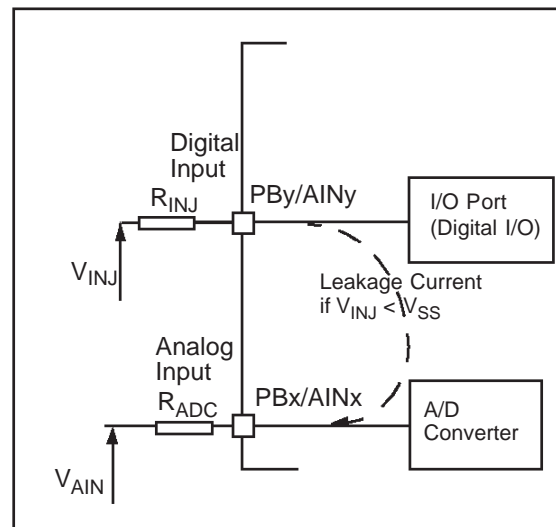 Digital
Input
R_INJ
PBy/AINy
I/O Port
(Digital I/O)
V_INJ
Leakage Current
if V_INJ < V_SS
Analog
Input
R_ADC
PBx/AINx
A/D
Converter
V_AIN